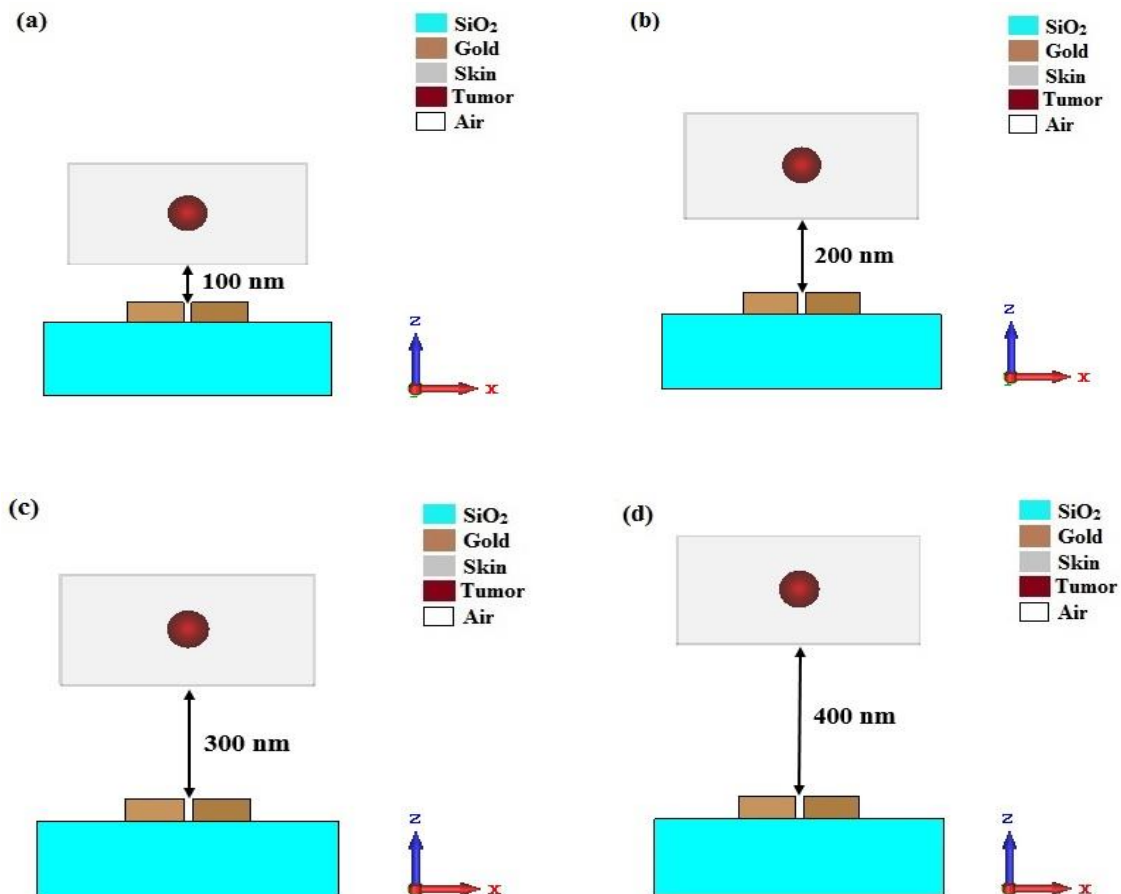 (a)
SiO₂
Gold
Skin
Tumor
Air
100 nm
Z
X
(b)
SiO₂
Gold
Skin
Tumor
Air
200 nm
Z
X
(c)
SiO₂
Gold
Skin
Tumor
Air
300 nm
Z
X
(d)
SiO₂
Gold
Skin
Tumor
Air
400 nm
Z
X